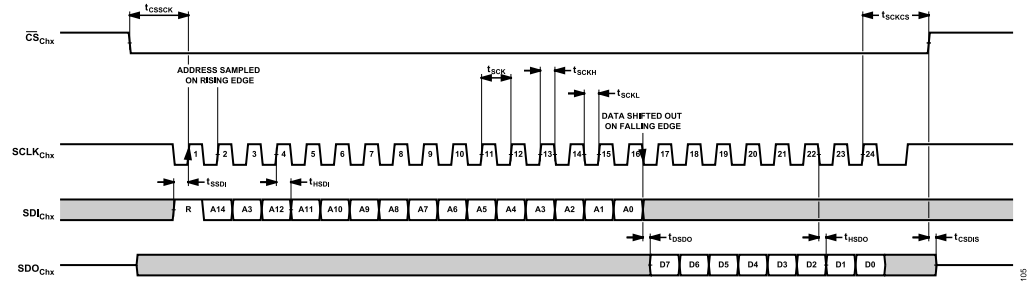 tCSSCK
tSCKCS
CSChx
ADDRESS SAMPLED
ON RISING EDGE
tSCK
tSCKH
tSCKL
DATA SHIFTED OUT
ON FALLING EDGE
SCLKChx
1 2 3 4 5 6 7 8 9 10 11 12 13 14 15 16 17 18 19 20 21 22 23 24
tSSDI
tHSDI
SDIChx
R A14 A3 A12 A11 A10 A9 A8 A7 A6 A5 A4 A3 A2 A1 A0
tDSDO
tHSDO
tCSDIS
SDOChx
D7 D6 D5 D4 D3 D2 D1 D0
105